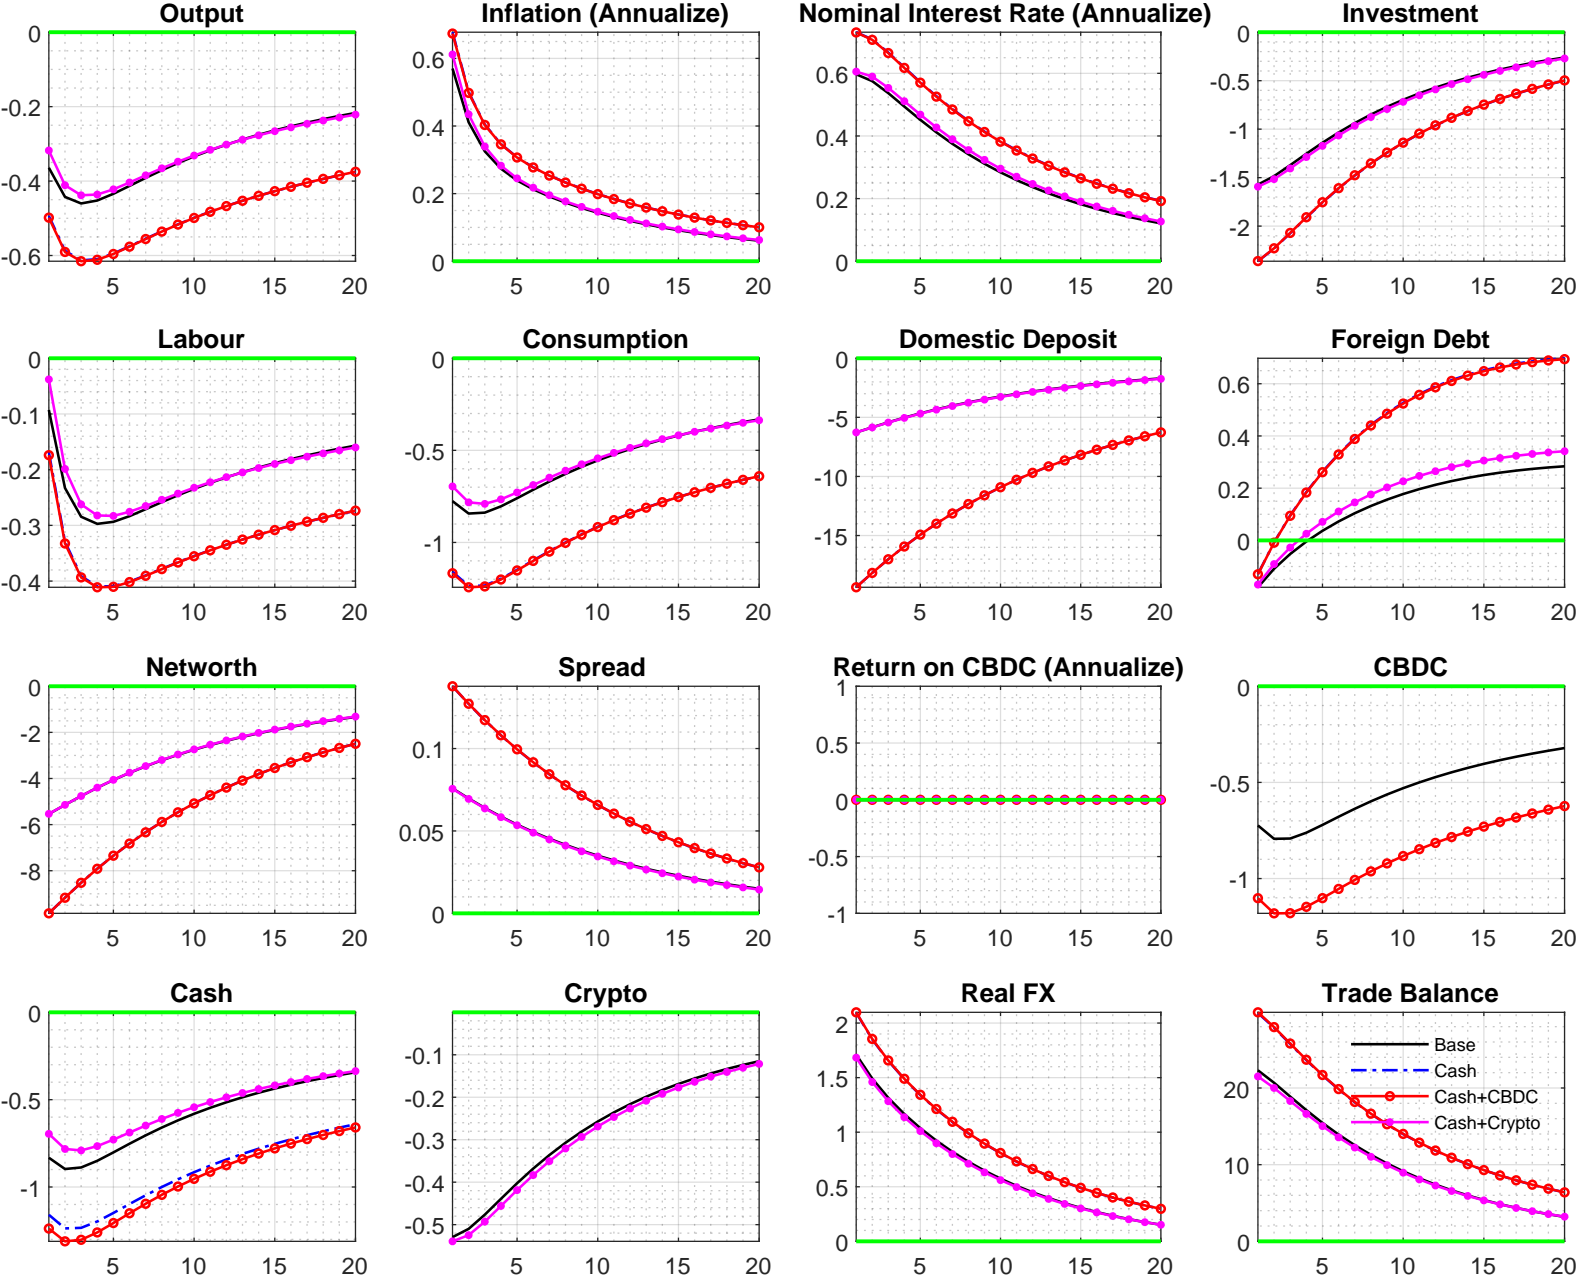 Output
Inflation (Annualize)
Nominal Interest Rate (Annualize)
Investment
0
-0.2
-0.4
-0.6
5 10 15 20
0.6
0.4
0.2
0
5 10 15 20
0.6
0.4
0.2
0
5 10 15 20
0
-0.5
-1
-1.5
-2
5 10 15 20
Labour
Consumption
Domestic Deposit
Foreign Debt
0
-0.1
-0.2
-0.3
-0.4
5 10 15 20
0
-0.5
-1
5 10 15 20
0
-5
-10
-15
5 10 15 20
0.6
0.4
0.2
0
5 10 15 20
Networth
Spread
Return on CBDC (Annualize)
CBDC
0
-2
-4
-6
-8
5 10 15 20
0.1
0.05
0
5 10 15 20
1
0.5
0
-0.5
-1
5 10 15 20
0
-0.5
-1
5 10 15 20
Cash
Crypto
Real FX
Trade Balance
0
-0.5
-1
5 10 15 20
-0.1
-0.2
-0.3
-0.4
-0.5
5 10 15 20
2
1.5
1
0.5
0
5 10 15 20
20
10
0
5 10 15 20
Base
Cash
Cash+CBDC
Cash+Crypto